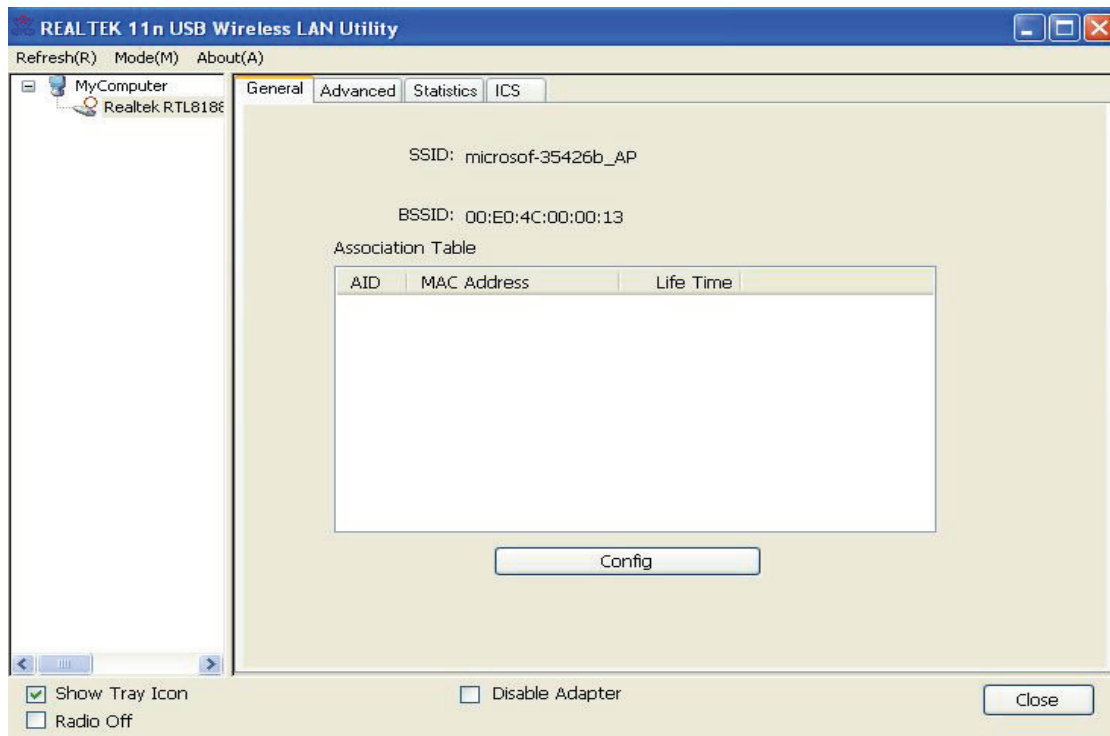 REALTEK 11n USB Wireless LAN Utility
Refresh(R) Mode(M) About(A)
MyComputer
Realtek RTL8188
General Advanced Statistics ICS
SSID: microsof-35426b_AP
BSSID: 00:E0:4C:00:00:13
Association Table
AID MAC Address Life Time
Config
Show Tray Icon
Disable Adapter
Close
Radio Off